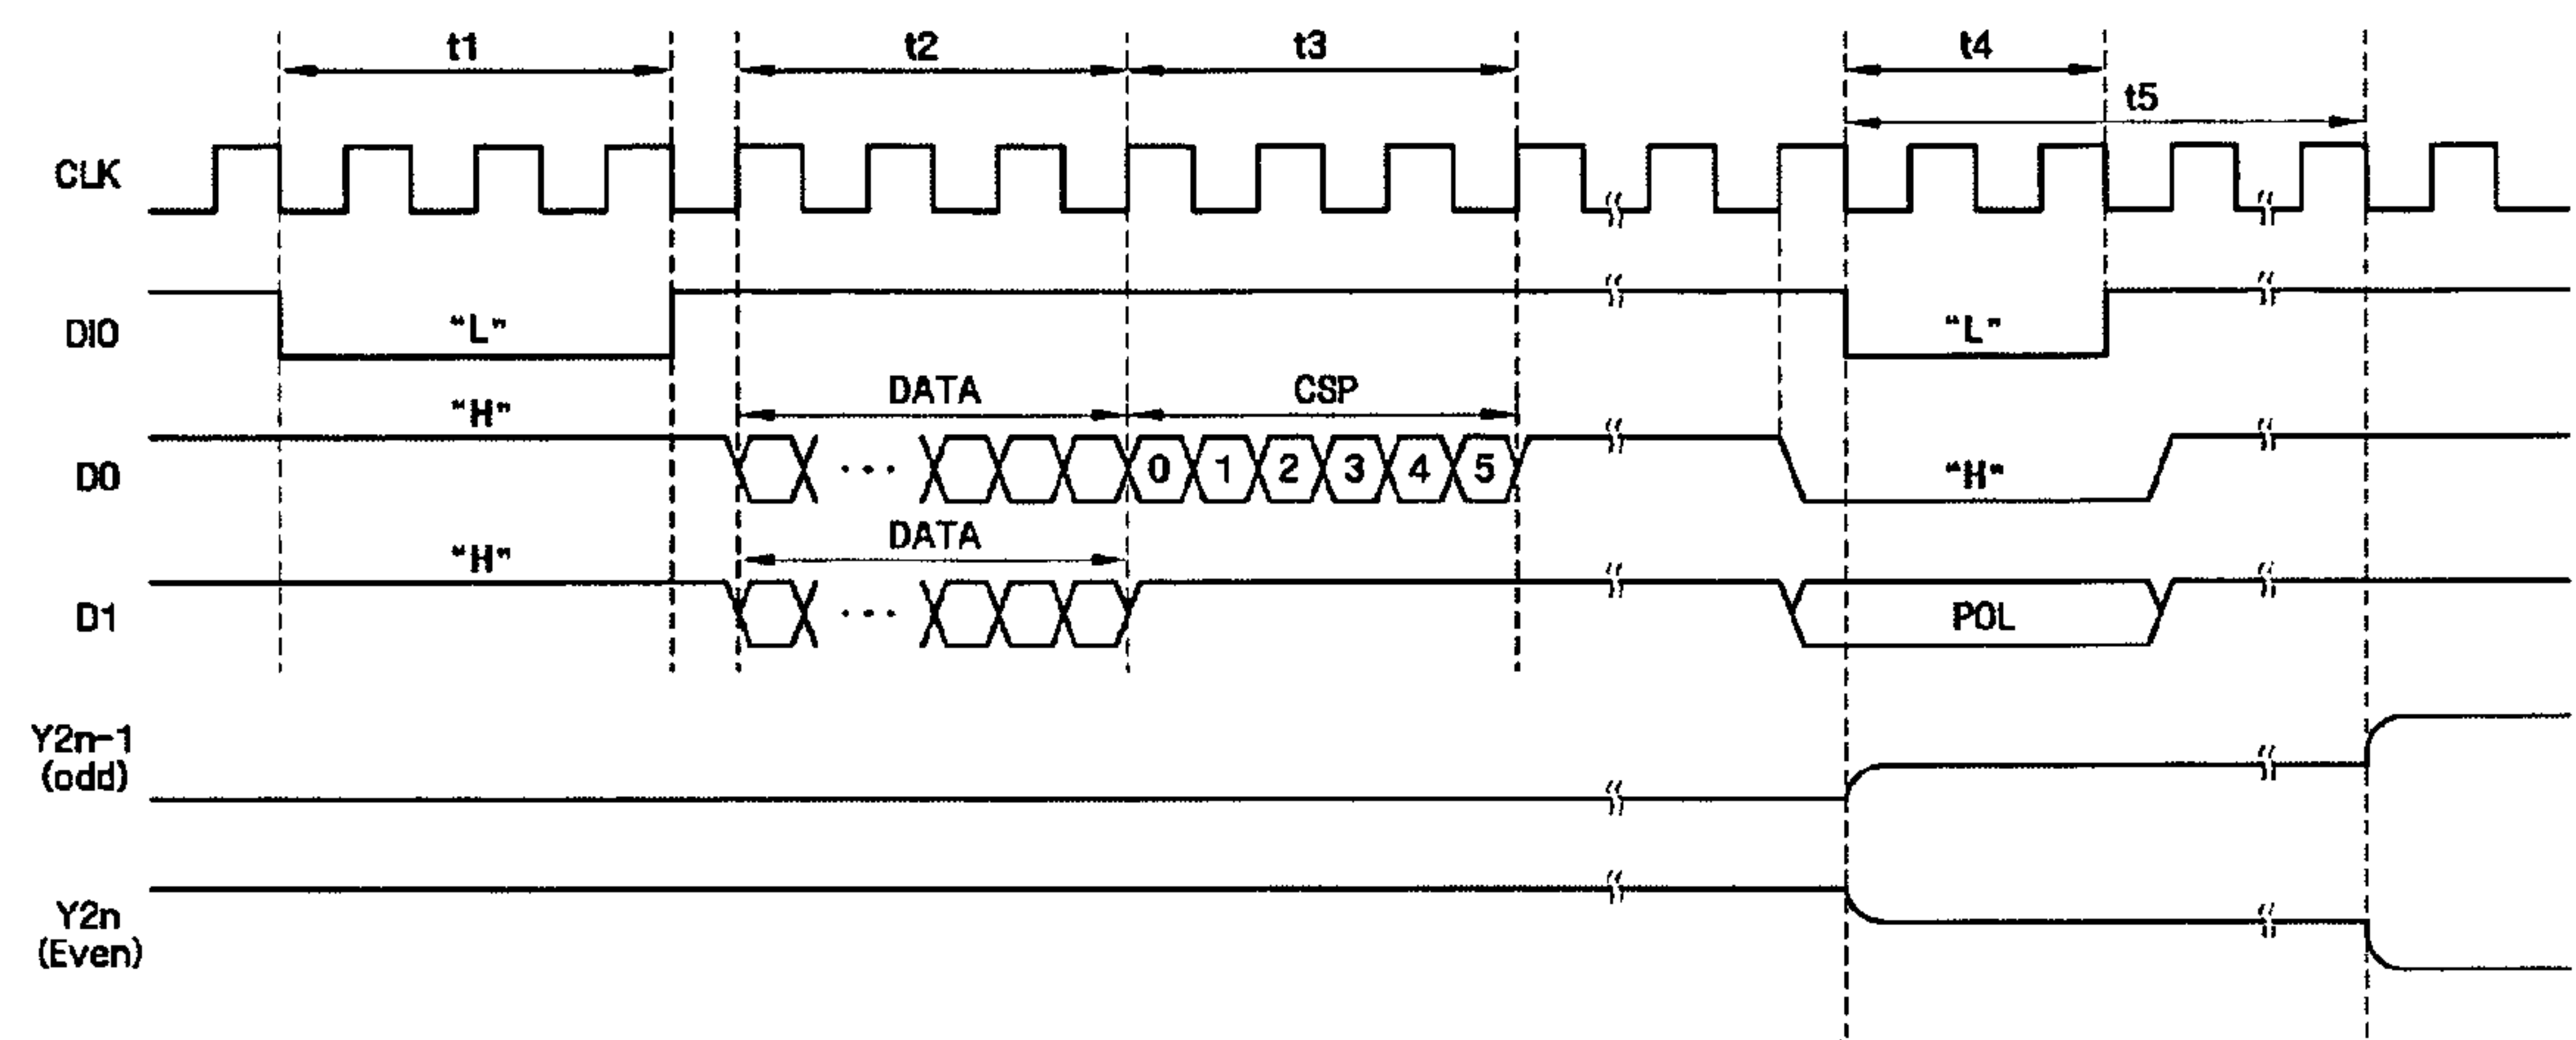 t1 t2 t3 t4
t5
CLK
DIO "L" "L"
DATA CSP
"H"
D0 0 1 2 3 4 5 "H"
DATA
"H"
D1 POL
Y2n-1
(odd)
Y2n
(Even)